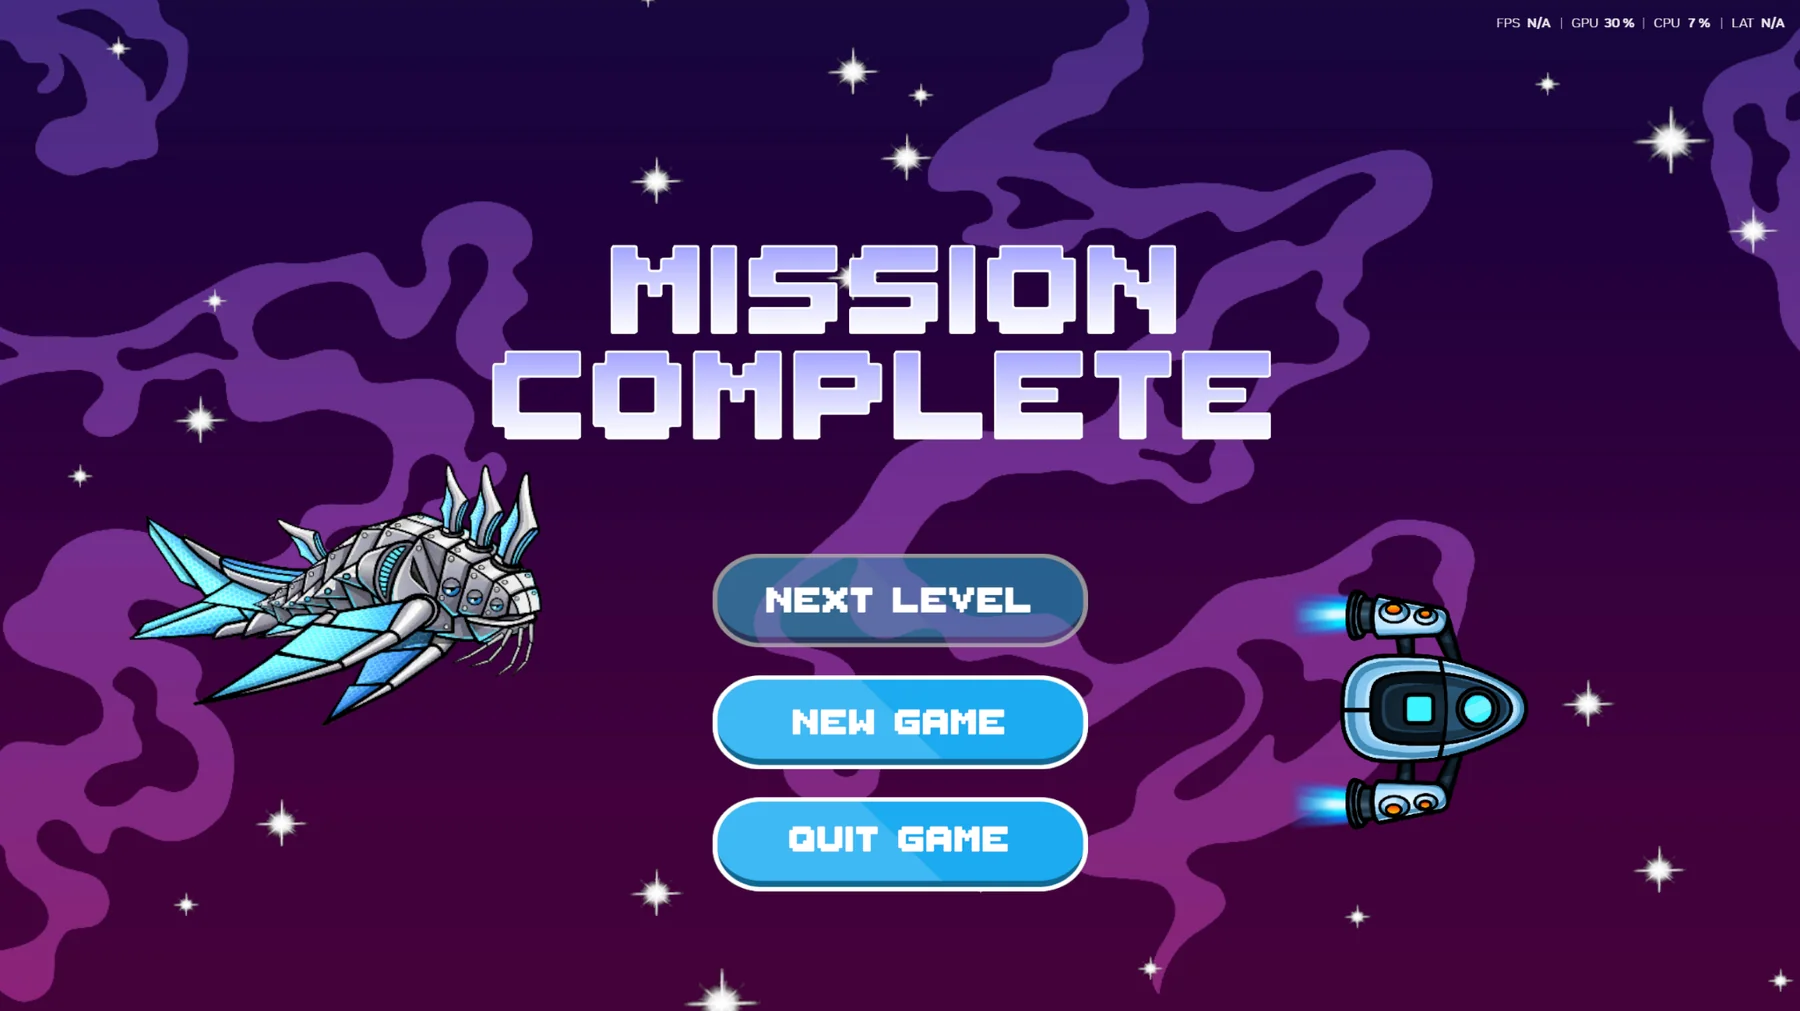 FPS N/A | GPU 30 % | CPU 7 % | LAT N/A
MISSION
COMPLETE
NEXT LEVEL
NEW GAME
QUIT GAME